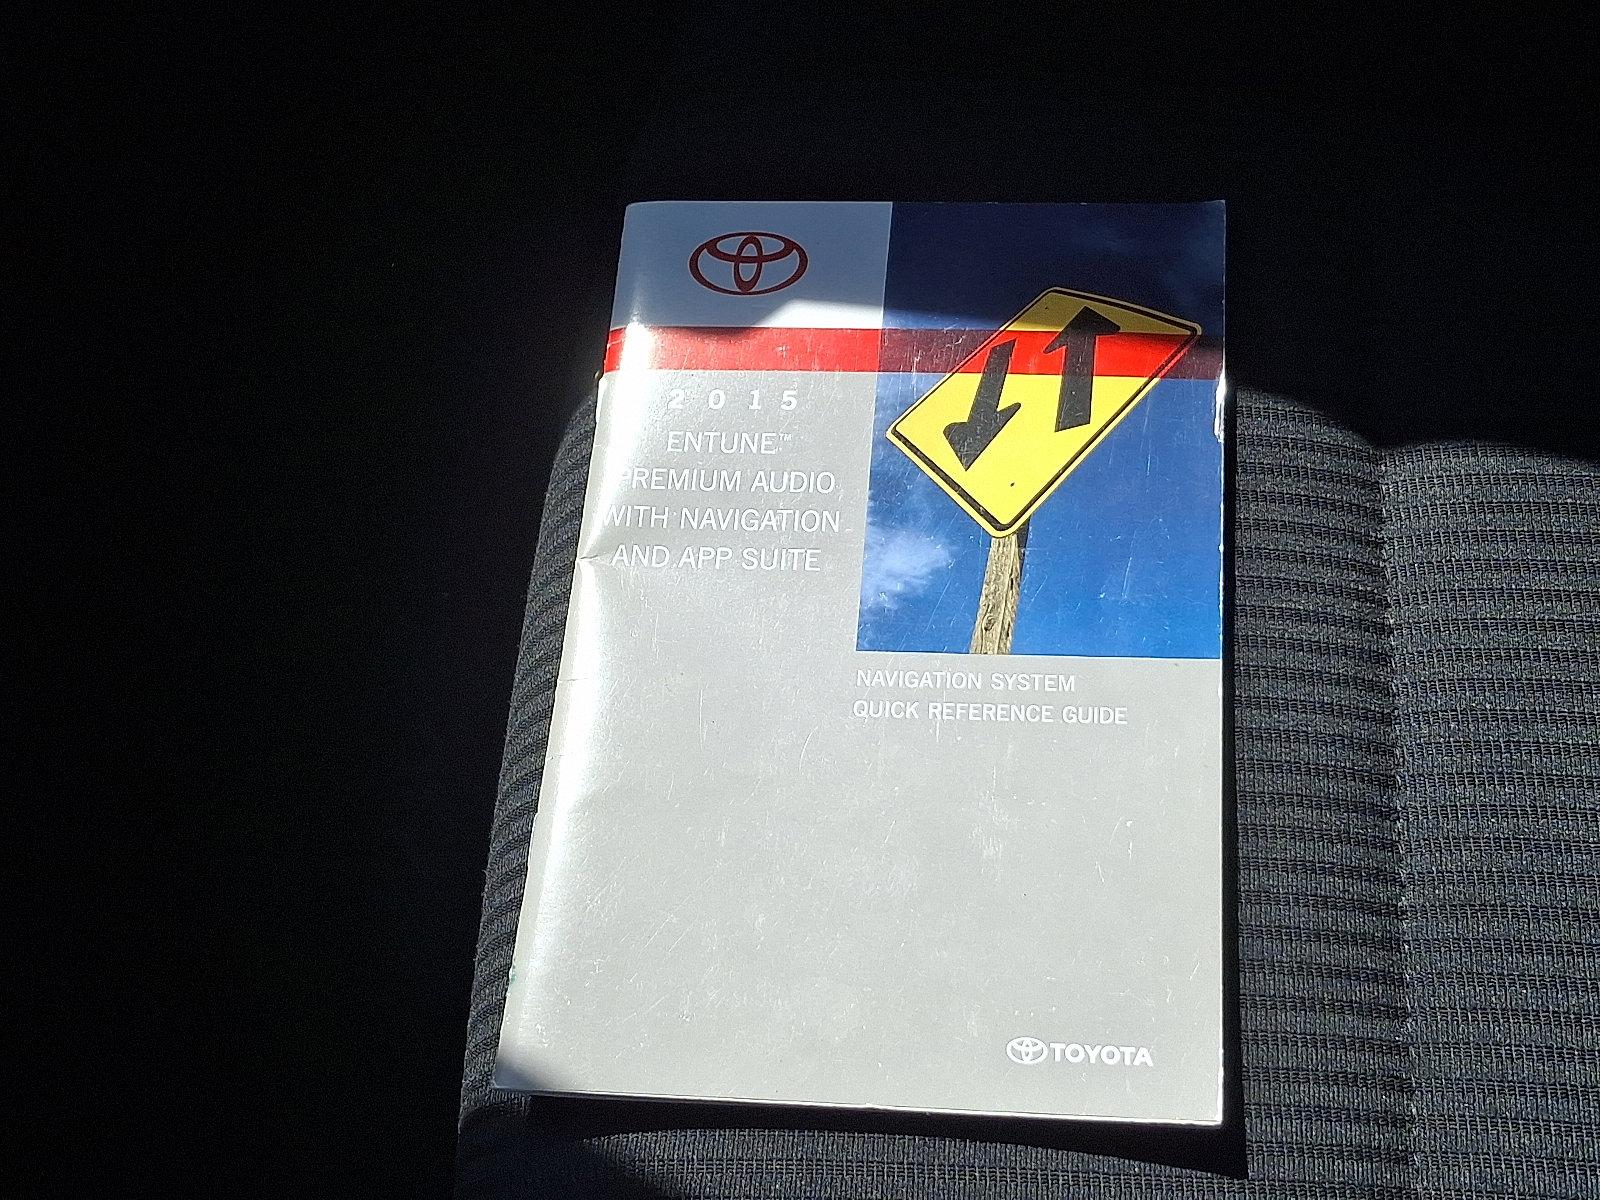 2015
ENTUNE™
PREMIUM AUDIO
WITH NAVIGATION
AND APP SUITE
NAVIGATION SYSTEM
QUICK REFERENCE GUIDE
TOYOTA